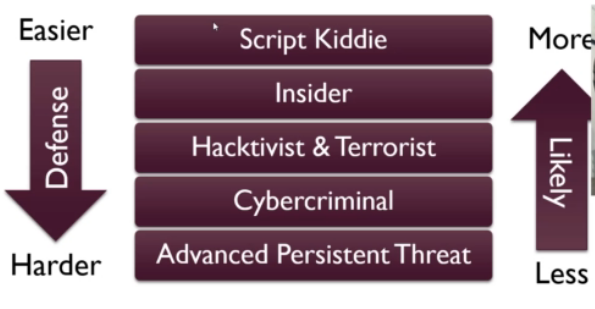 Easier
Script Kiddie
More
Insider
Defense
Hacktivist & Terrorist
Likely
Cybercriminal
Advanced Persistent Threat
Harder
Less